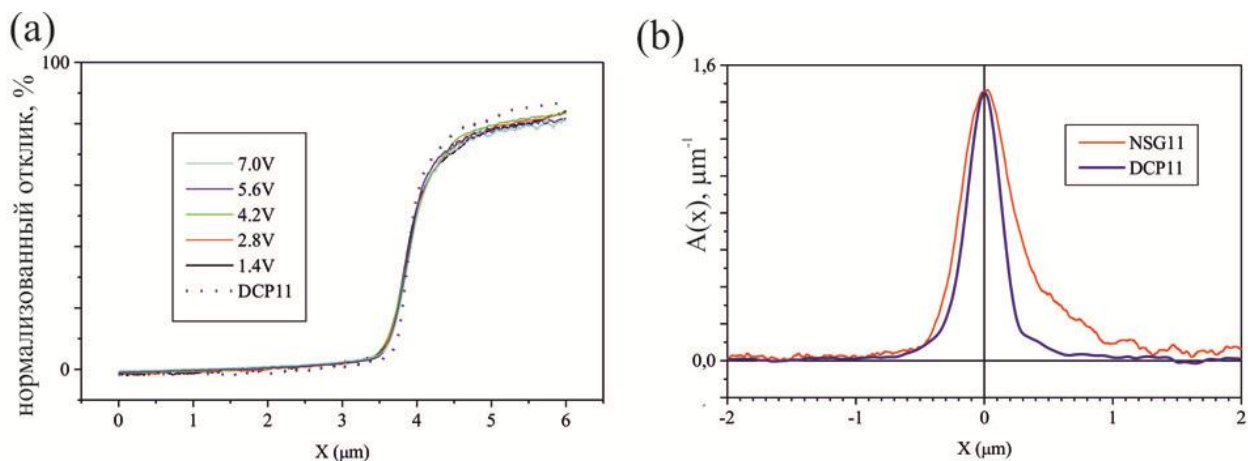 (a)
нормализованный отклик, %
100
0
7.0V
5.6V
4.2V
2.8V
1.4V
DCP11
0 1 2 3 4 5 6
X (μm)
(b)
A(x), μm⁻¹
1,6
0,0
NSG11
DCP11
-2 -1 0 1 2
X (μm)